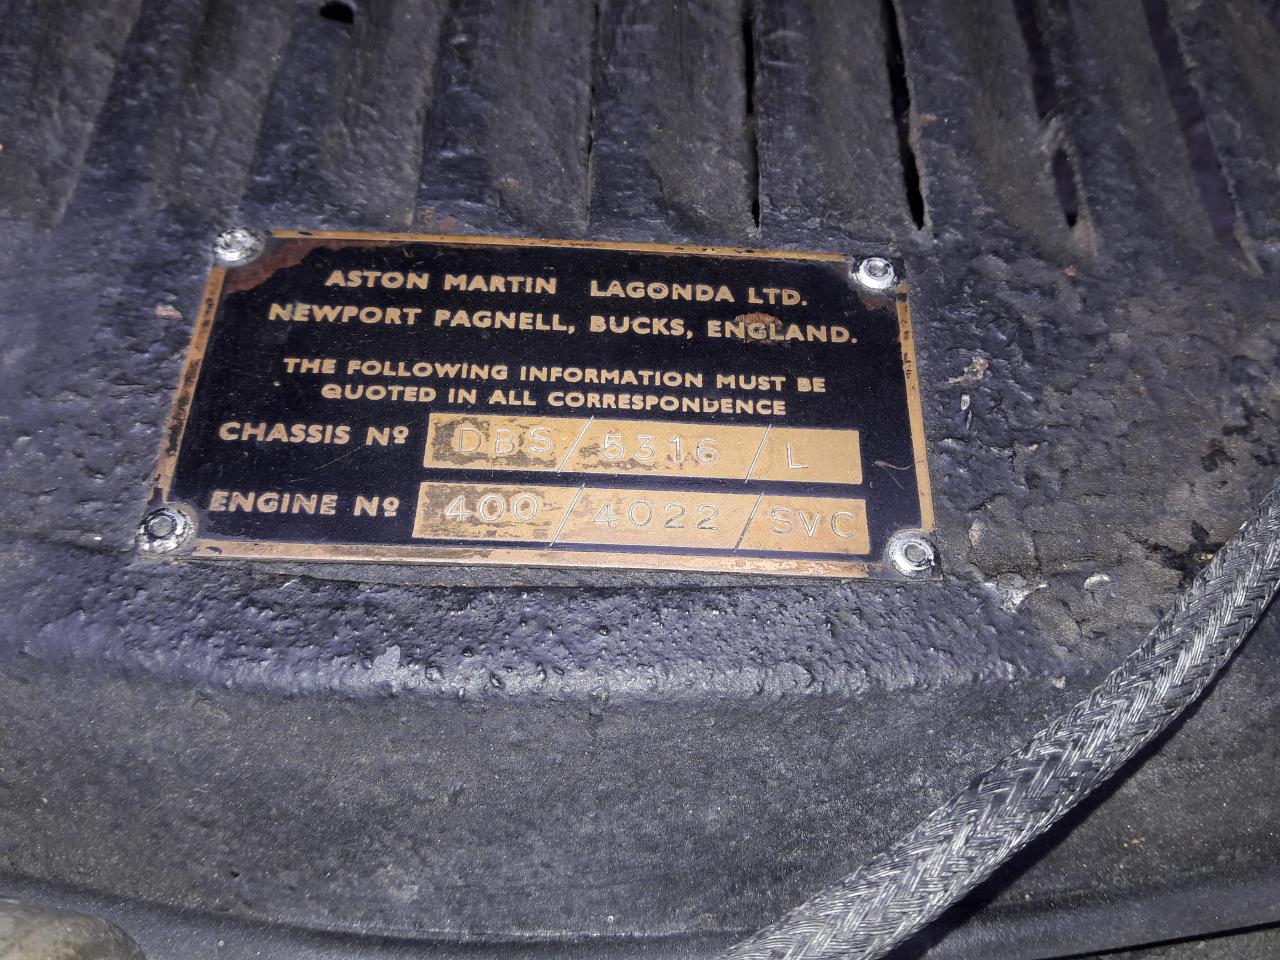 ASTON MARTIN LAGONDA LTD.
NEWPORT PAGNELL, BUCKS, ENGLAND.
THE FOLLOWING INFORMATION MUST BE
QUOTED IN ALL CORRESPONDENCE
CHASSIS Nº DBS/5316/L
ENGINE Nº 400/4022/SVC